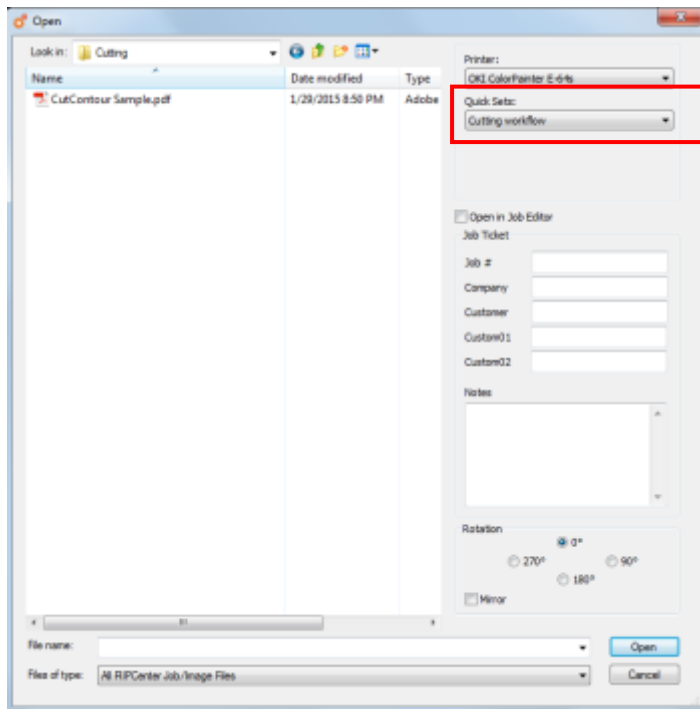 Open
Look in: Cutting
Name Date modified Type
CutContour Sample.pdf 1/29/2015 8:50 PM Adobe
Printer:
OKI ColorPainter E-64s
Quick Sets:
Cutting workflow
Open in Job Editor
Job Ticket
Job #
Company
Customer
Custom01
Custom02
Notes
Rotation
0°
270° 90°
180°
Mirror
File name:
Open
Files of type: All RIPCenter Job/Image Files
Cancel